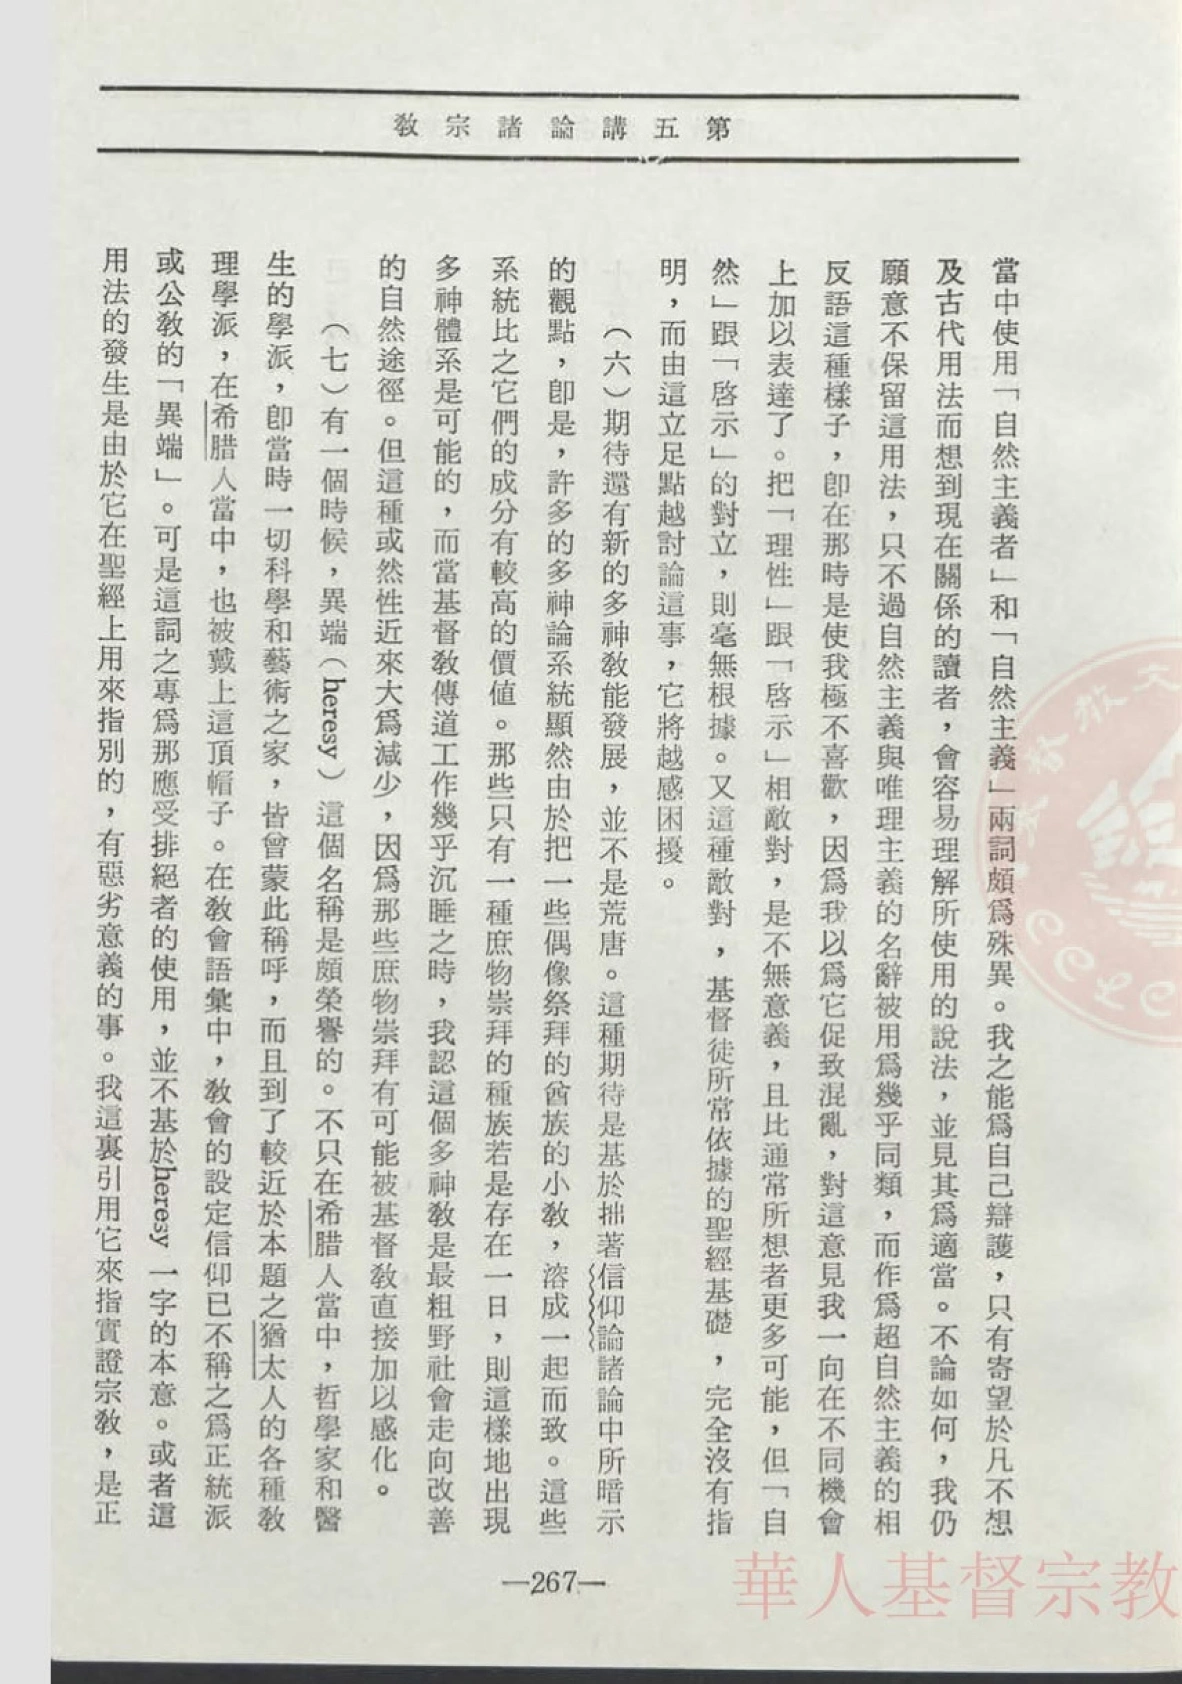 第五講論諸宗敎
當中使用「自然主義者」和「自然主義」兩詞頗爲殊異。我之能爲自己辯護，只有寄望於凡不想
及古代用法而想到現在關係的讀者，會容易理解所使用的說法，並見其爲適當。不論如何，我仍
願意不保留這用法，只不過自然主義與唯理主義的名辭被用爲幾乎同類，而作爲超自然主義的相
反語這種樣子，卽在那時是使我極不喜歡，因爲我以爲它促致混亂，對這意見我一向在不同機會
上加以表達了。把「理性」跟「啓示」相敵對，是不無意義，且比通常所想者更多可能，但「自
然」跟「啓示」的對立，則毫無根據。又這種敵對，基督徒所常依據的聖經基礎，完全沒有指
明，而由這立足點越討論這事，它將越感困擾。
（六）期待還有新的多神敎能發展，並不是荒唐。這種期待是基於拙著信仰論諸論中所暗示
的觀點，卽是，許多的多神論系統顯然由於把一些偶像祭拜的酋族的小敎，溶成一起而致。這些
系統比之它們的成分有較高的價値。那些只有一種庶物崇拜的種族若是存在一日，則這樣地出現
多神體系是可能的，而當基督敎傳道工作幾乎沉睡之時，我認這個多神敎是最粗野社會走向改善
的自然途徑。但這種或然性近來大爲減少，因爲那些庶物崇拜有可能被基督敎直接加以感化。
（七）有一個時候，異端（heresy）這個名稱是頗榮譽的。不只在希腊人當中，哲學家和醫
生的學派，卽當時一切科學和藝術之家，皆曾蒙此稱呼，而且到了較近於本題之猶太人的各種敎
理學派，在希腊人當中，也被戴上這頂帽子。在敎會語彙中，敎會的設定信仰已不稱之爲正統派
或公敎的「異端」。可是這詞之專爲那應受排絕者的使用，並不基於heresy一字的本意。或者這
用法的發生是由於它在聖經上用來指別的，有惡劣意義的事。我這裏引用它來指實證宗敎，是正
—267—
華人基督宗教